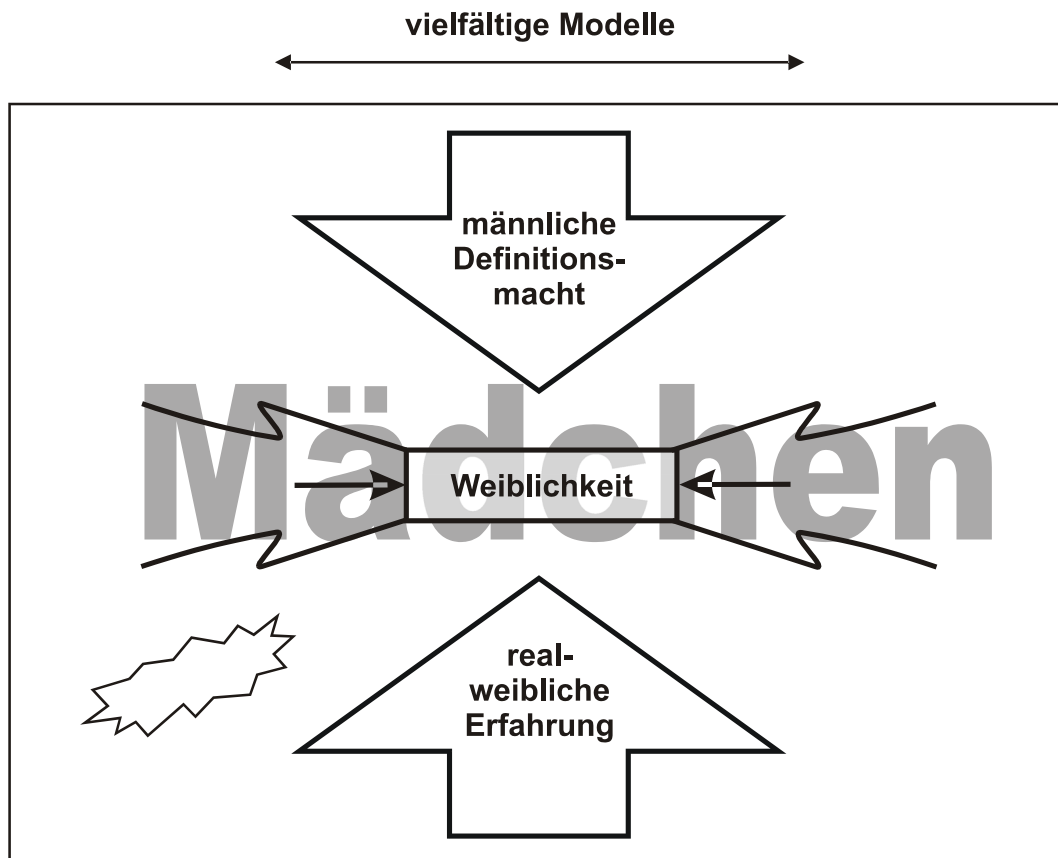 vielfältige Modelle
männliche
Definitions-
macht
Mädchen
Weiblichkeit
real-
weibliche
Erfahrung